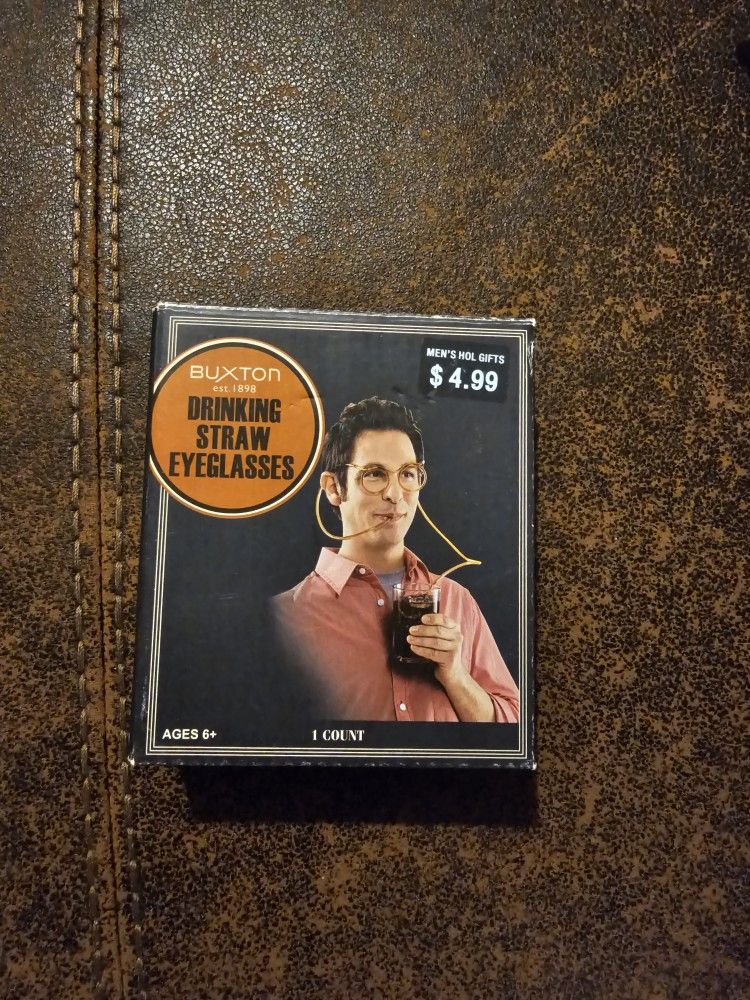 BUXTON
est. 1898
DRINKING
STRAW
EYEGLASSES
MEN'S HOL GIFTS
$ 4.99
AGES 6+
1 COUNT